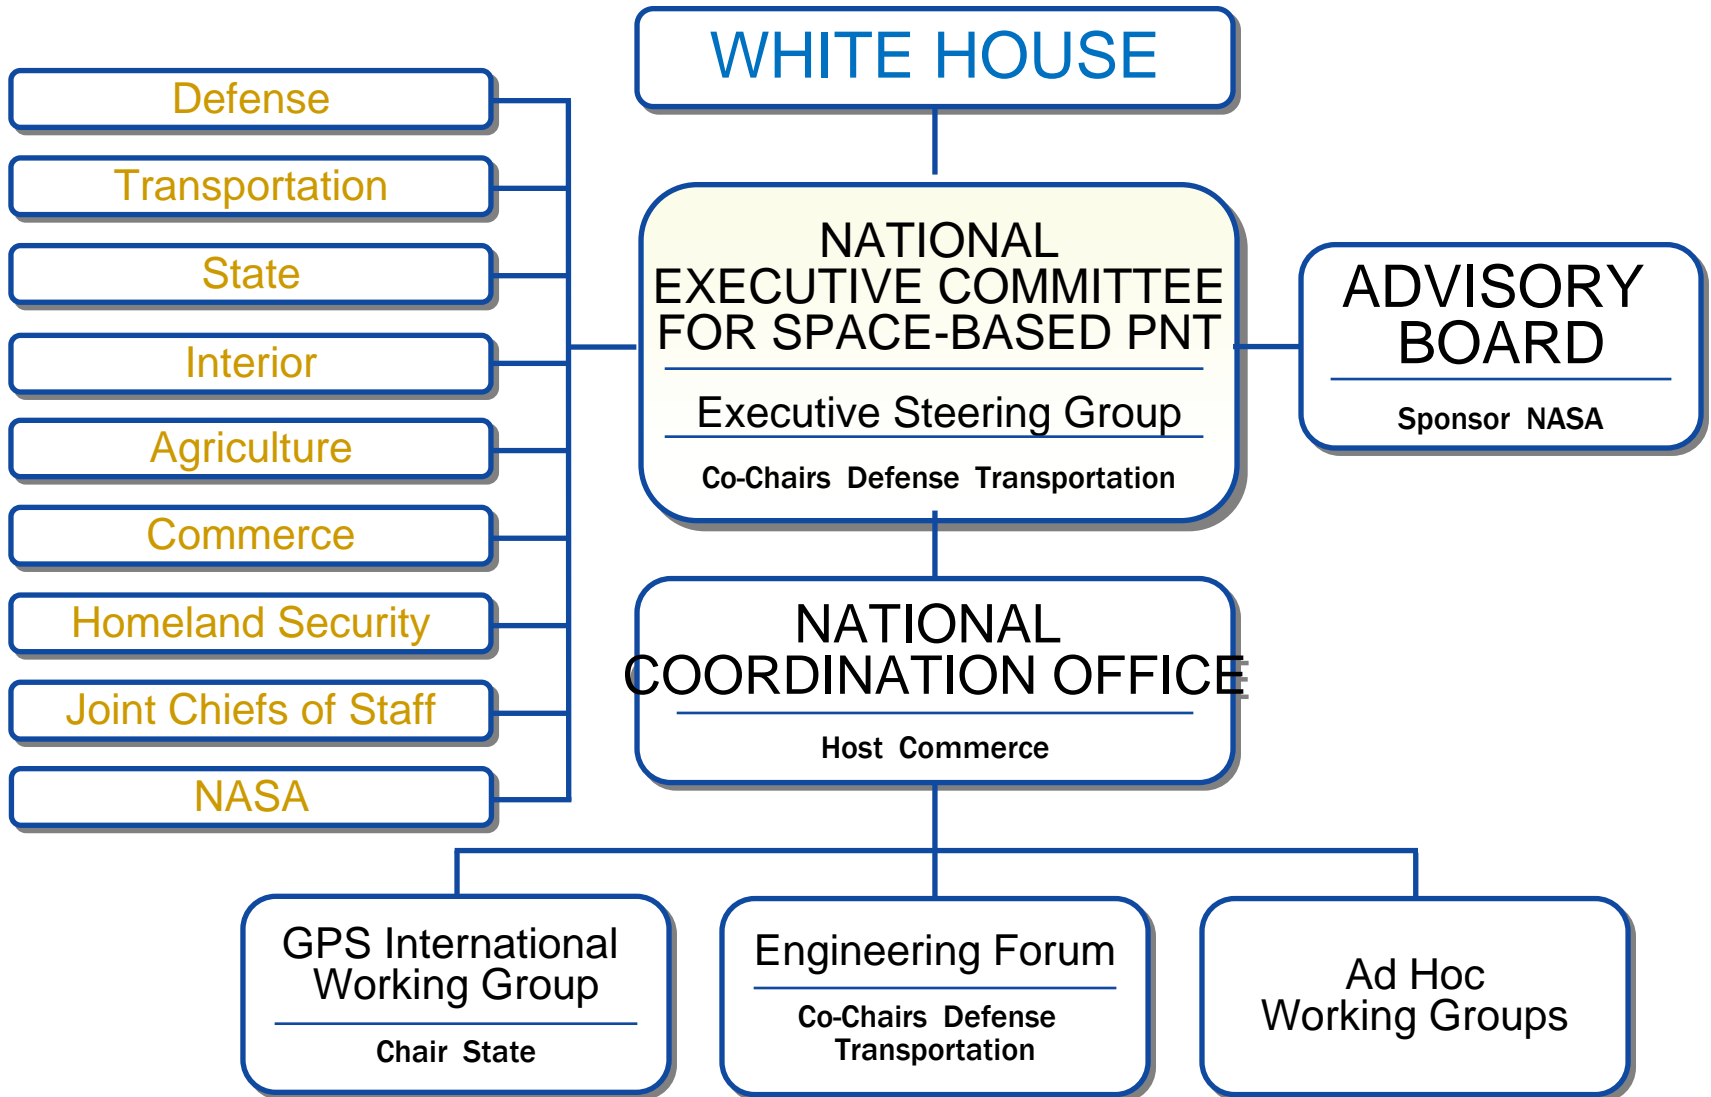 WHITE HOUSE
Defense
Transportation
State
Interior
Agriculture
Commerce
Homeland Security
Joint Chiefs of Staff
NASA
NATIONAL
EXECUTIVE COMMITTEE
FOR SPACE-BASED PNT
Executive Steering Group
Co-Chairs Defense Transportation
ADVISORY
BOARD
Sponsor NASA
NATIONAL
COORDINATION OFFICE
Host Commerce
GPS International
Working Group
Chair State
Engineering Forum
Co-Chairs Defense
Transportation
Ad Hoc
Working Groups